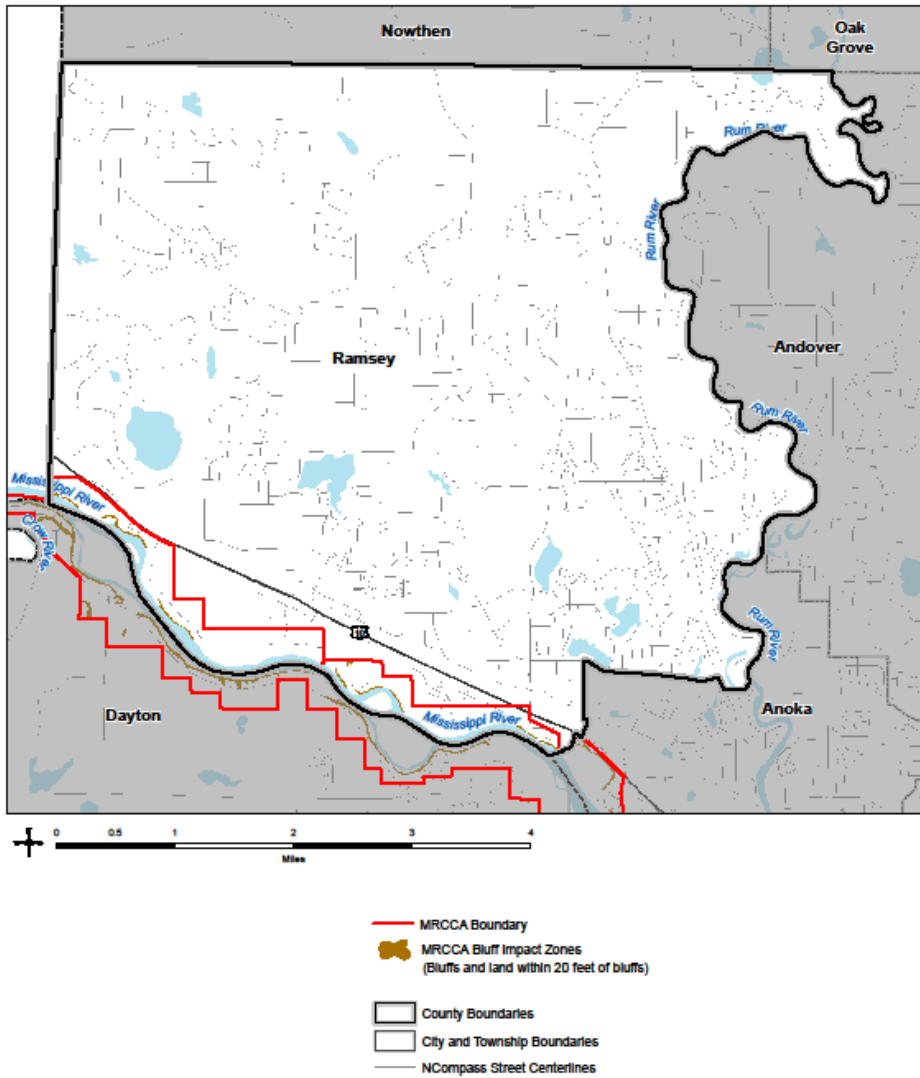 Nowthen
Oak
Grove
Rum River
Rum River
Ramsey
Andover
Rum River
Mississippi River
Crow River
Rum River
Dayton
Mississippi River
Anoka
0 0.5 1 2 3 4
Miles
MRCCA Boundary
MRCCA Bluff Impact Zones
(Bluffs and land within 20 feet of bluffs)
County Boundaries
City and Township Boundaries
NCompass Street Centerlines